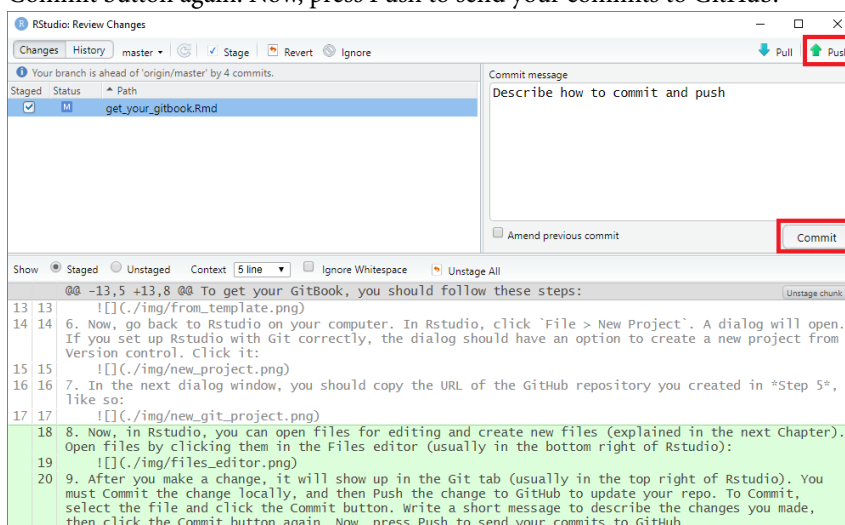 Commit button again. Now, press Push to send your commits to GitHub.
RStudio: Review Changes
Changes History master Stage Revert Ignore Pull Push
Your branch is ahead of 'origin/master' by 4 commits.
Commit message
Staged Status Path
Describe how to commit and push
M get_your_gitbook.Rmd
Amend previous commit
Commit
Show Staged Unstaged Context 5 line Ignore Whitespace Unstage All
@@ -13,5 +13,8 @@ To get your GitBook, you should follow these steps: Unstage chunk
13 13 ![](./img/from_template.png)
14 14 6. Now, go back to Rstudio on your computer. In Rstudio, click `File > New Project`. A dialog will open.
If you set up Rstudio with Git correctly, the dialog should have an option to create a new project from
Version control. Click it:
15 15 ![](./img/new_project.png)
16 16 7. In the next dialog window, you should copy the URL of the GitHub repository you created in *Step 5*,
like so:
17 17 ![](./img/new_git_project.png)
18 8. Now, in Rstudio, you can open files for editing and create new files (explained in the next Chapter).
Open files by clicking them in the Files editor (usually in the bottom right of Rstudio):
19 ![](./img/files_editor.png)
20 9. After you make a change, it will show up in the Git tab (usually in the top right of Rstudio). You
must Commit the change locally, and then Push the change to GitHub to update your repo. To Commit,
select the file and click the Commit button. Write a short message to describe the changes you made,
then click the Commit button again. Now, press Push to send your commits to GitHub.